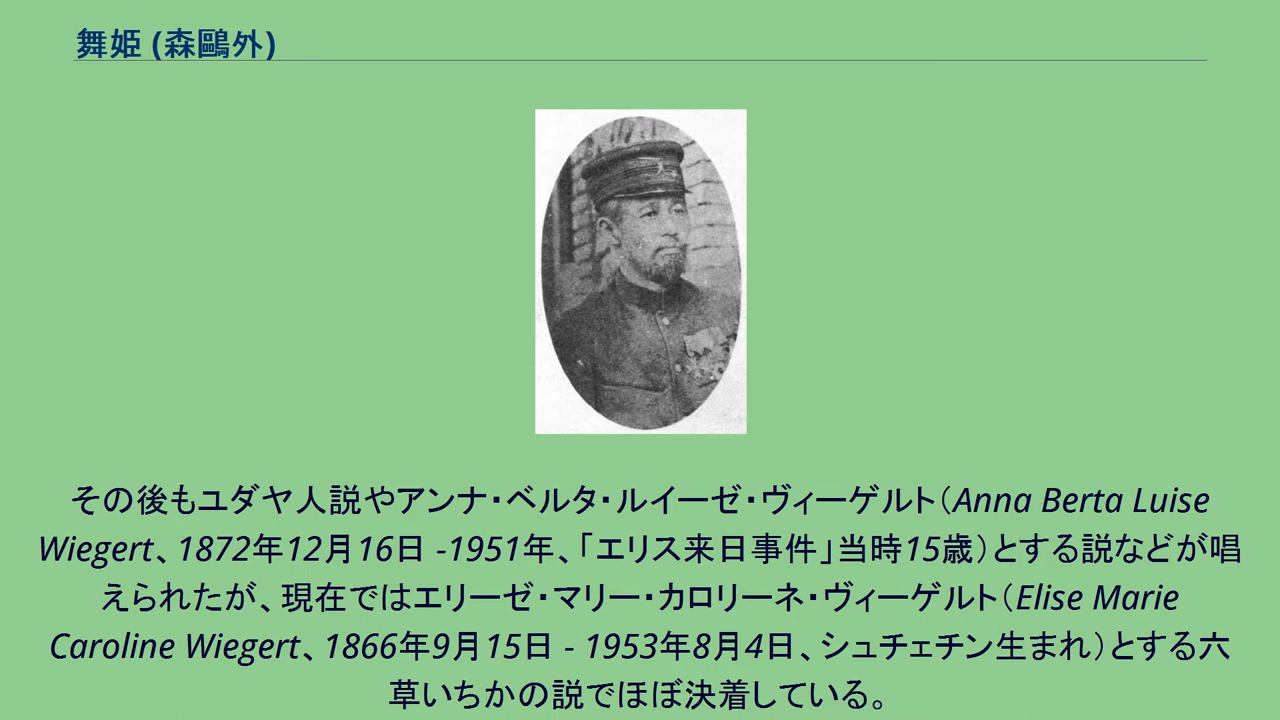 舞姫 (森鷗外)
その後もユダヤ人説やアンナ・ベルタ・ルイーゼ・ヴィーゲルト（Anna Berta Luise
Wiegert、1872年12月16日 -1951年、「エリス来日事件」当時15歳）とする説などが唱
えられたが、現在ではエリーゼ・マリー・カロリーネ・ヴィーゲルト（Elise Marie
Caroline Wiegert、1866年9月15日 - 1953年8月4日、シュチェチン生まれ）とする六
草いちかの説でほぼ決着している。